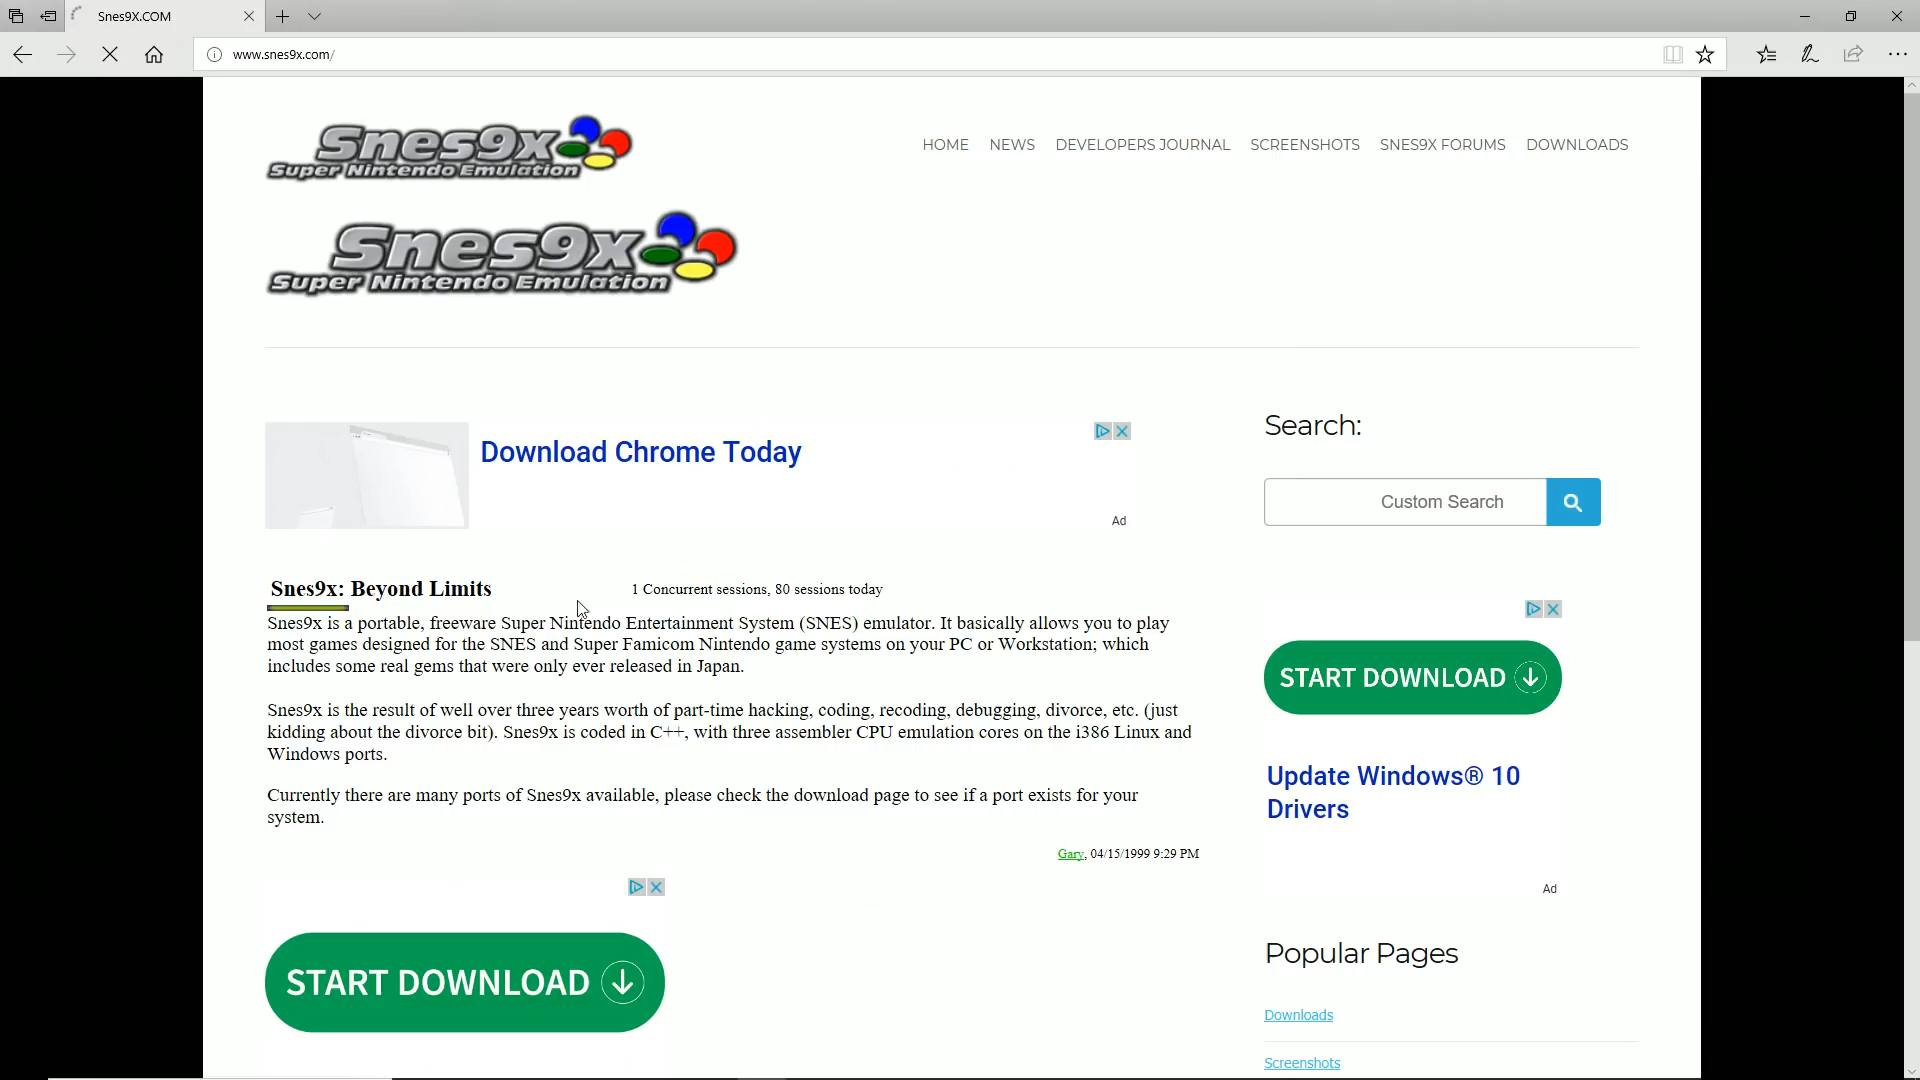 Snes9X.COM
www.snes9x.com/
Snes9x
Super Nintendo Emulation
HOME NEWS DEVELOPERS JOURNAL SCREENSHOTS SNES9X FORUMS DOWNLOADS
Snes9x
Super Nintendo Emulation
Search:
Download Chrome Today
Custom Search
Ad
Snes9x: Beyond Limits
1 Concurrent sessions, 80 sessions today
Snes9x is a portable, freeware Super Nintendo Entertainment System (SNES) emulator. It basically allows you to play
most games designed for the SNES and Super Famicom Nintendo game systems on your PC or Workstation; which
includes some real gems that were only ever released in Japan.
Snes9x is the result of well over three years worth of part-time hacking, coding, recoding, debugging, divorce, etc. (just
kidding about the divorce bit). Snes9x is coded in C++, with three assembler CPU emulation cores on the i386 Linux and
Windows ports.
Currently there are many ports of Snes9x available, please check the download page to see if a port exists for your
system.
Gary, 04/15/1999 9:29 PM
START DOWNLOAD
START DOWNLOAD
Update Windows® 10
Drivers
Ad
Popular Pages
Downloads
Screenshots